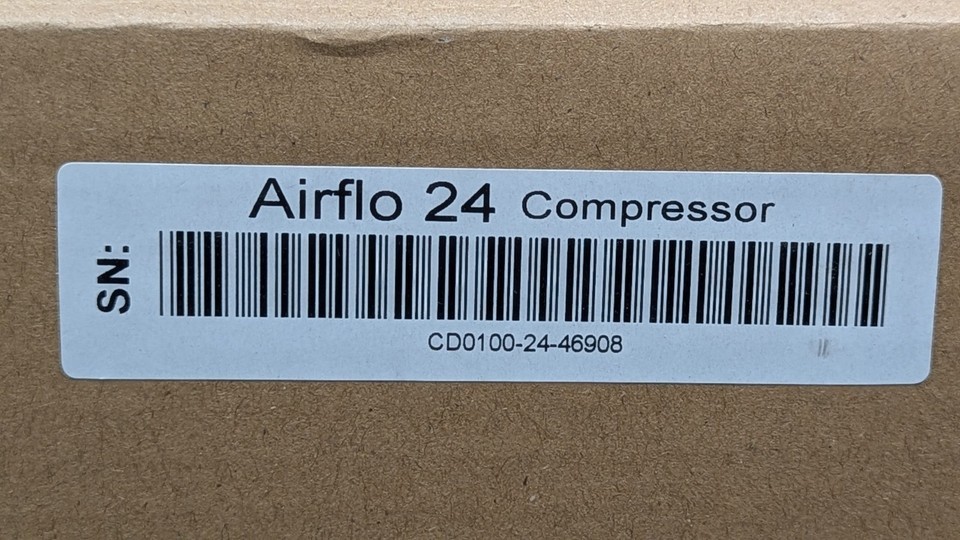 Airflo 24 Compressor
SN:
CD0100-24-46908